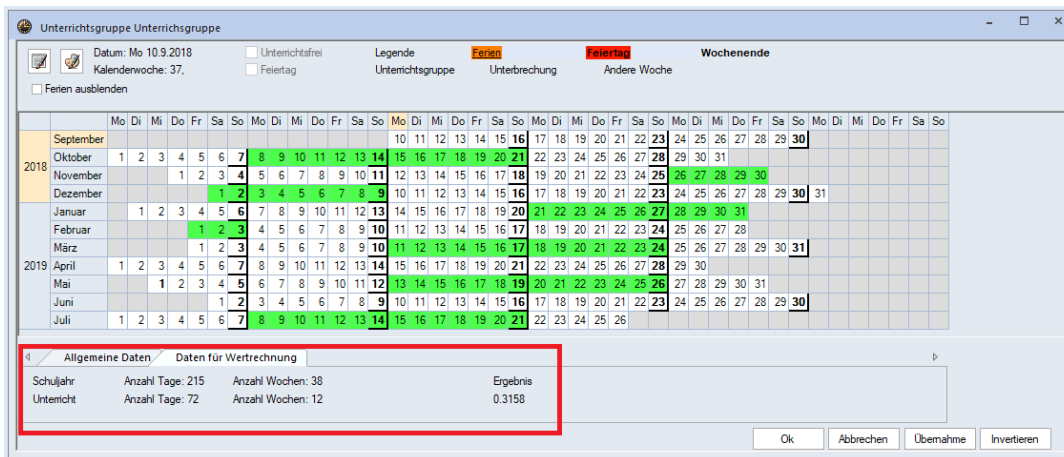 Unterrichtsgruppe Unterrichsgruppe
Datum: Mo 10.9.2018 Unterrichtsfrei Legende Ferien Feiertag Wochenende
Kalenderwoche: 37, Feiertag Unterrichtsgruppe Unterbrechung Andere Woche
Ferien ausblenden
Mo Di Mi Do Fr Sa So Mo Di Mi Do Fr Sa So Mo Di Mi Do Fr Sa So Mo Di Mi Do Fr Sa So Mo Di Mi Do Fr Sa So Mo Di Mi Do Fr Sa So
2018
September 10 11 12 13 14 15 16 17 18 19 20 21 22 23 24 25 26 27 28 29 30
Oktober 1 2 3 4 5 6 7 8 9 10 11 12 13 14 15 16 17 18 19 20 21 22 23 24 25 26 27 28 29 30 31
November 1 2 3 4 5 6 7 8 9 10 11 12 13 14 15 16 17 18 19 20 21 22 23 24 25 26 27 28 29 30
Dezember 1 2 3 4 5 6 7 8 9 10 11 12 13 14 15 16 17 18 19 20 21 22 23 24 25 26 27 28 29 30 31
2019
Januar 1 2 3 4 5 6 7 8 9 10 11 12 13 14 15 16 17 18 19 20 21 22 23 24 25 26 27 28 29 30 31
Februar 1 2 3 4 5 6 7 8 9 10 11 12 13 14 15 16 17 18 19 20 21 22 23 24 25 26 27 28
März 1 2 3 4 5 6 7 8 9 10 11 12 13 14 15 16 17 18 19 20 21 22 23 24 25 26 27 28 29 30 31
April 1 2 3 4 5 6 7 8 9 10 11 12 13 14 15 16 17 18 19 20 21 22 23 24 25 26 27 28 29 30
Mai 1 2 3 4 5 6 7 8 9 10 11 12 13 14 15 16 17 18 19 20 21 22 23 24 25 26 27 28 29 30 31
Juni 1 2 3 4 5 6 7 8 9 10 11 12 13 14 15 16 17 18 19 20 21 22 23 24 25 26 27 28 29 30
Juli 1 2 3 4 5 6 7 8 9 10 11 12 13 14 15 16 17 18 19 20 21 22 23 24 25 26
Allgemeine Daten Daten für Wertrechnung
Schuljahr Anzahl Tage: 215 Anzahl Wochen: 38 Ergebnis
Unterricht Anzahl Tage: 72 Anzahl Wochen: 12 0.3158
Ok Abbrechen Übernahme Invertieren